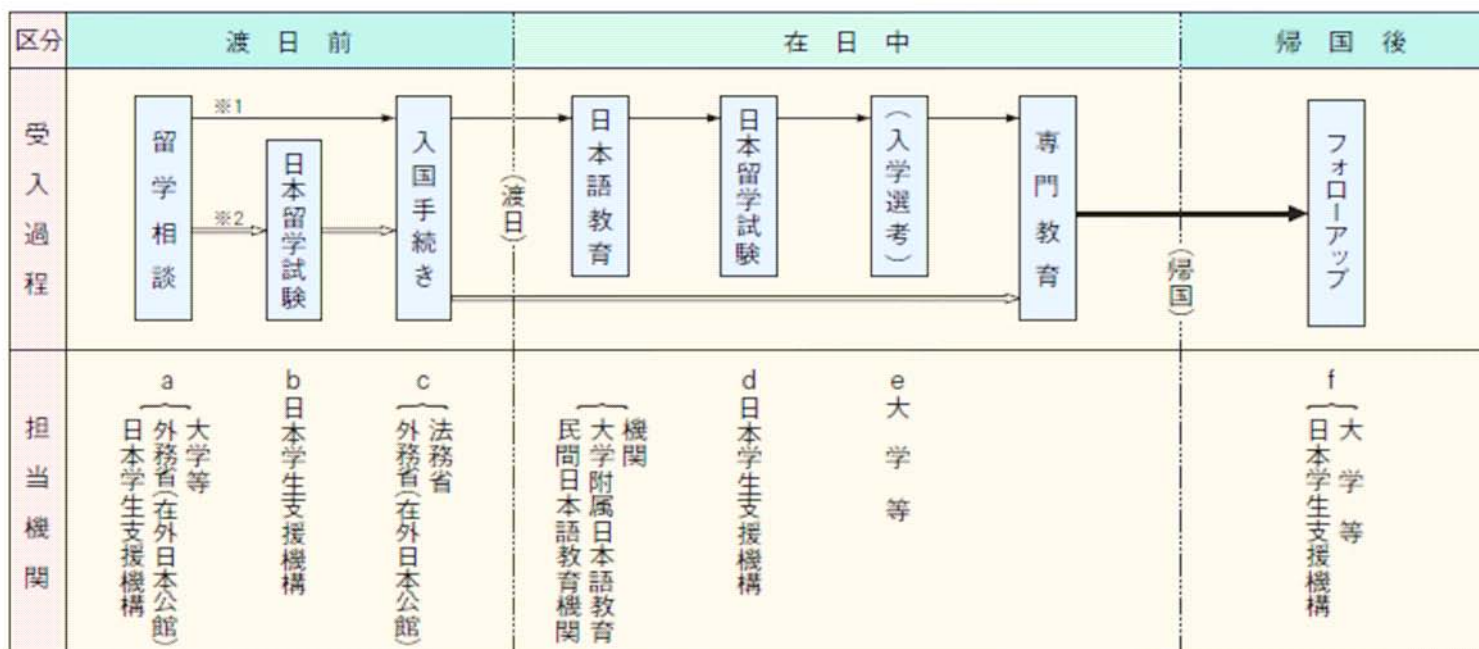 区分
渡日前
在日中
帰国後
受入過程
留学相談
※1
※2
日本留学試験
入国手続き
(渡日)
日本語教育
日本留学試験
(入学選考)
専門教育
(帰国)
フォローアップ
担当機関
a
大学等
外務省(在外日本公館)
日本学生支援機構
b
日本学生支援機構
c
法務省
外務省(在外日本公館)
機関
大学附属日本語教育
民間日本語教育機関
d
日本学生支援機構
e
大学等
f
大学等
日本学生支援機構